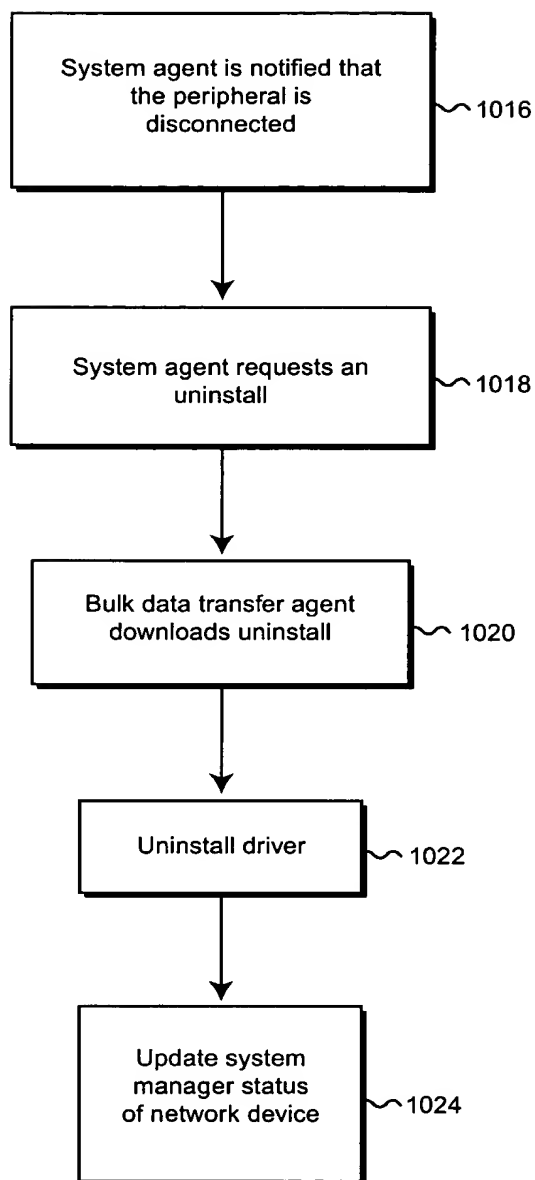 System agent is notified that
the peripheral is
disconnected
1016
System agent requests an
uninstall
1018
Bulk data transfer agent
downloads uninstall
1020
Uninstall driver
1022
Update system
manager status
of network device
1024